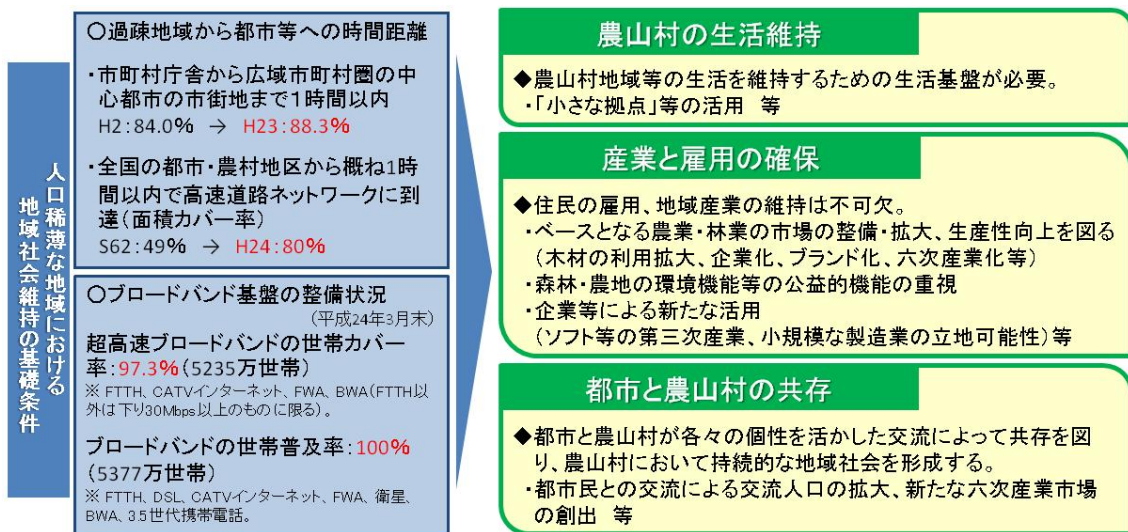 人口稀薄な地域における
地域社会維持の基礎条件
○過疎地域から都市等への時間距離
・市町村庁舎から広域市町村圏の中
心都市の市街地まで1時間以内
H2:84.0% → H23:88.3%
・全国の都市・農村地区から概ね1時
間以内で高速道路ネットワークに到
達(面積カバー率)
S62:49% → H24:80%
○ブロードバンド基盤の整備状況
(平成24年3月末)
超高速ブロードバンドの世帯カバー
率:97.3%(5235万世帯)
※ FTTH、CATVインターネット、FWA、BWA(FTTH以
外は下り30Mbps以上のものに限る)。
ブロードバンドの世帯普及率:100%
(5377万世帯)
※ FTTH、DSL、CATVインターネット、FWA、衛星、
BWA、3.5世代携帯電話。
農山村の生活維持
◆農山村地域等の生活を維持するための生活基盤が必要。
・「小さな拠点」等の活用 等
産業と雇用の確保
◆住民の雇用、地域産業の維持は不可欠。
・ベースとなる農業・林業の市場の整備・拡大、生産性向上を図る
(木材の利用拡大、企業化、ブランド化、六次産業化等)
・森林・農地の環境機能等の公益的機能の重視
・企業等による新たな活用
(ソフト等の第三次産業、小規模な製造業の立地可能性)等
都市と農山村の共存
◆都市と農山村が各々の個性を活かした交流によって共存を図
り、農山村において持続的な地域社会を形成する。
・都市民との交流による交流人口の拡大、新たな六次産業市場
の創出 等